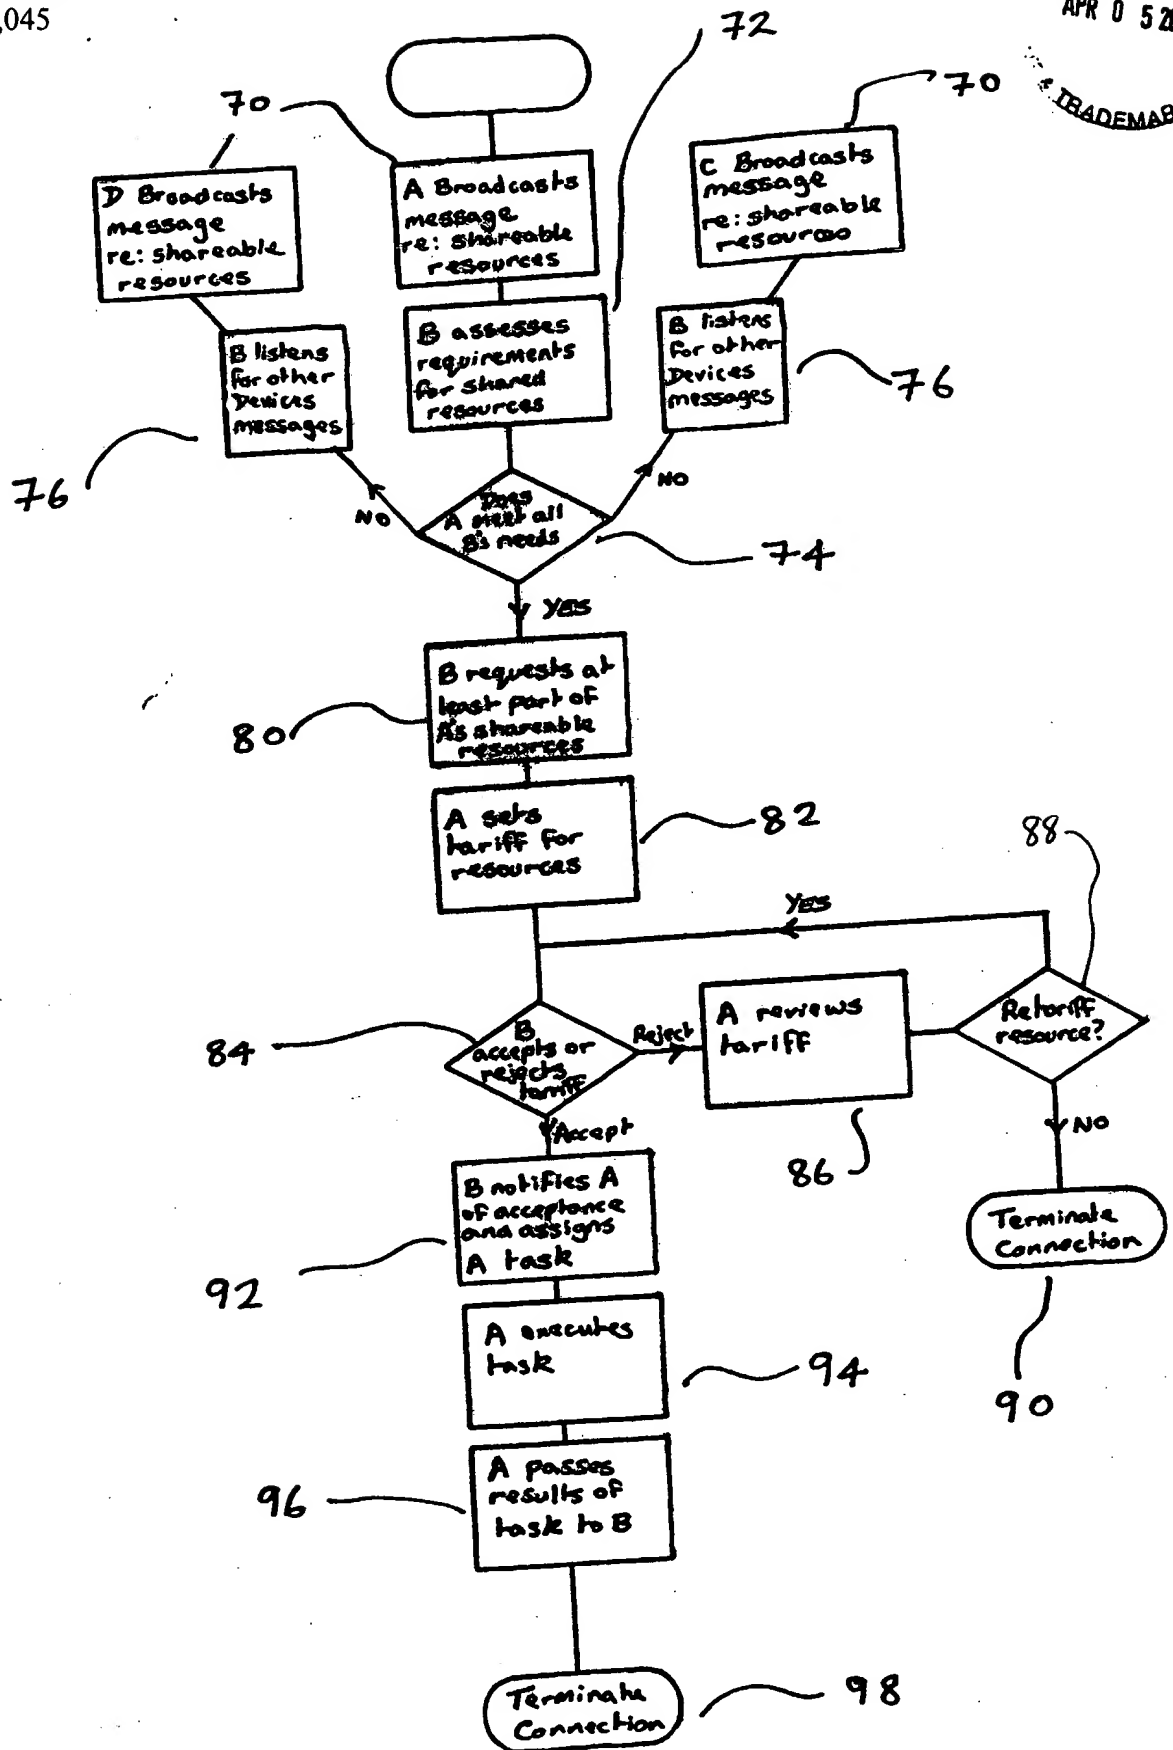 ,045
APR 0 5 2
TRADEMAR
72
70
70
D Broadcasts
message
re: shareable
resources
A Broadcasts
message
re: shareable
resources
C Broadcasts
message
re: shareable
resources
B listens
for other
Devices
messages
B assesses
requirements
for shared
resources
B listens
for other
Devices
messages
76
76
NO
Does
A meet all
B's needs
NO
74
YES
B requests at
least part of
A's shareable
resources
80
A sets
tariff for
resources
82
88
YES
84
B
accepts or
rejects
tariff
Reject
A reviews
tariff
Retariff
resource?
Accept
86
NO
B notifies A
of acceptance
and assigns
A task
92
Terminate
Connection
A executes
task
94
90
96
A passes
results of
task to B
Terminate
Connection
98